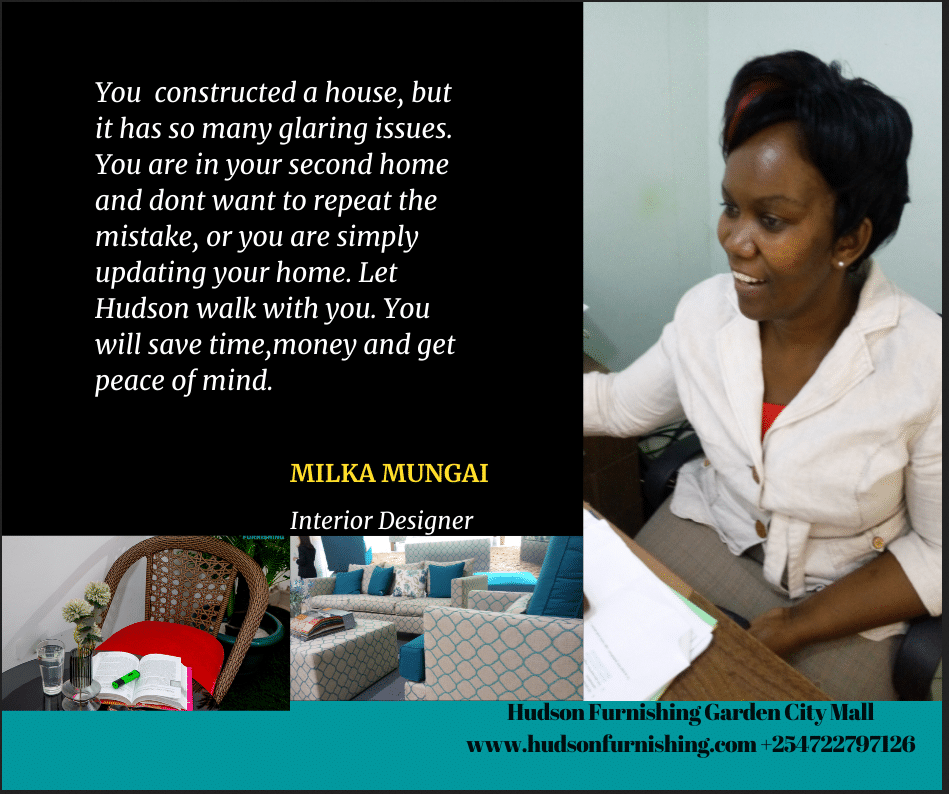 You constructed a house, but
it has so many glaring issues.
You are in your second home
and dont want to repeat the
mistake, or you are simply
updating your home. Let
Hudson walk with you. You
will save time,money and get
peace of mind.
MILKA MUNGAI
Interior Designer
Hudson Furnishing Garden City Mall
www.hudsonfurnishing.com +254722797126